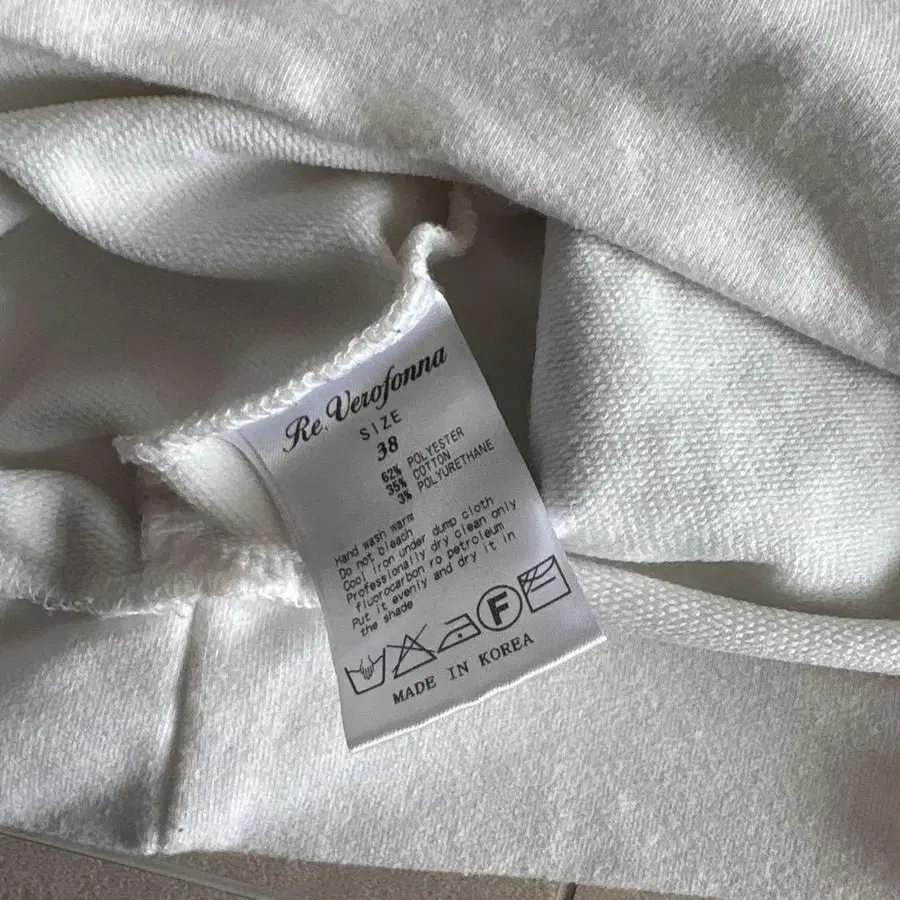 Re.Verofonna
SIZE
38
62% POLYESTER
35% COTTON
3% POLYURETHANE
Hand wash warm
Do not bleach
Cool iron under dump cloth
Professionally dry clean only
fluorocarbon ro petroleum
Put it evenly and dry it in
the shade
F
MADE IN KOREA